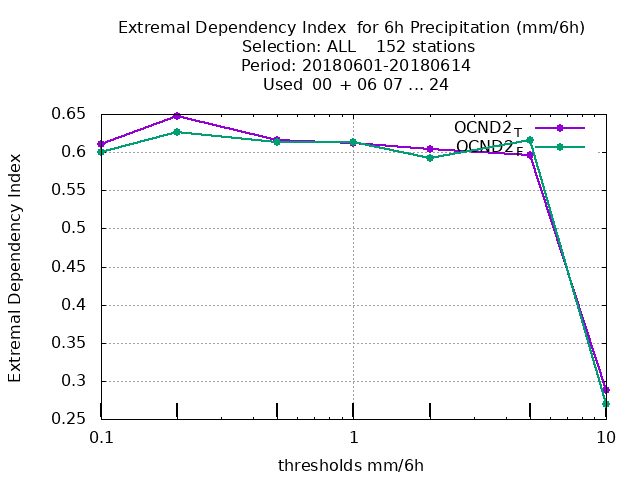 Extremal Dependency Index  for 6h Precipitation (mm/6h)
Selection: ALL    152 stations
Period: 20180601-20180614
Used  00 + 06 07 ... 24
Extremal Dependency Index
0.65
0.6
0.55
0.5
0.45
0.4
0.35
0.3
0.25
OCND2_T
OCND2_F
0.1 1 10
thresholds mm/6h